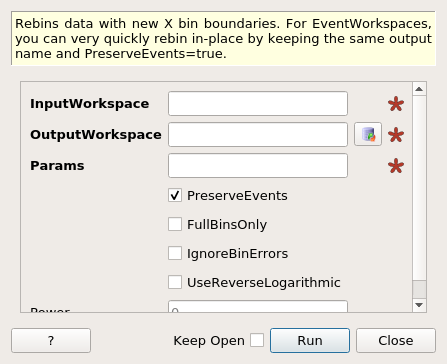 Rebins data with new X bin boundaries. For EventWorkspaces,
you can very quickly rebin in-place by keeping the same output
name and PreserveEvents=true.
InputWorkspace
OutputWorkspace
Params
PreserveEvents
FullBinsOnly
IgnoreBinErrors
UseReverseLogarithmic
Power 0
? Keep Open Run Close